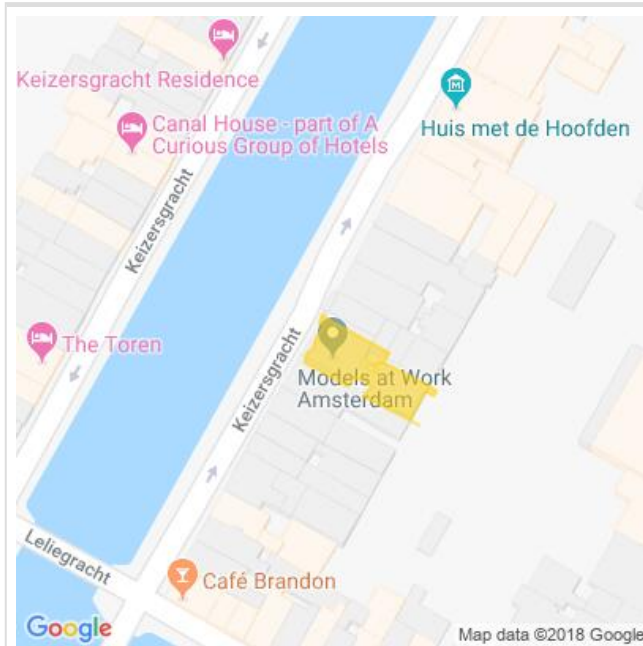 Keizersgracht Residence
Canal House - part of A
Curious Group of Hotels
Huis met de Hoofden
Keizersgracht
The Toren
Keizersgracht
Models at Work
Amsterdam
Leliegracht
Café Brandon
Google
Map data ©2018 Google